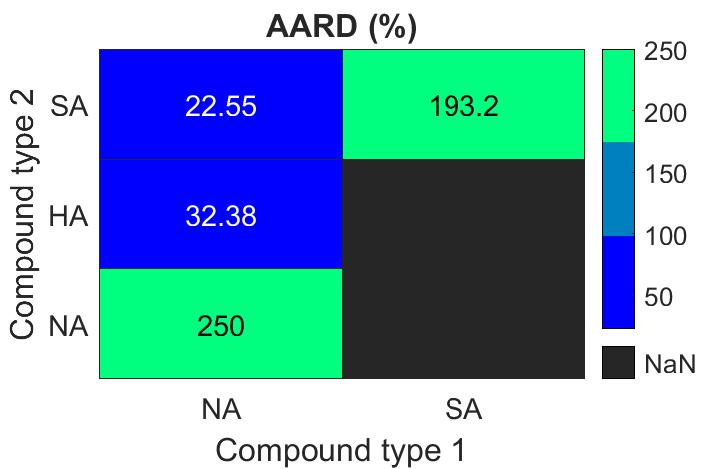 AARD (%)
Compound type 2
SA
HA
NA
22.55
193.2
32.38
250
NA
SA
Compound type 1
250
200
150
100
50
NaN